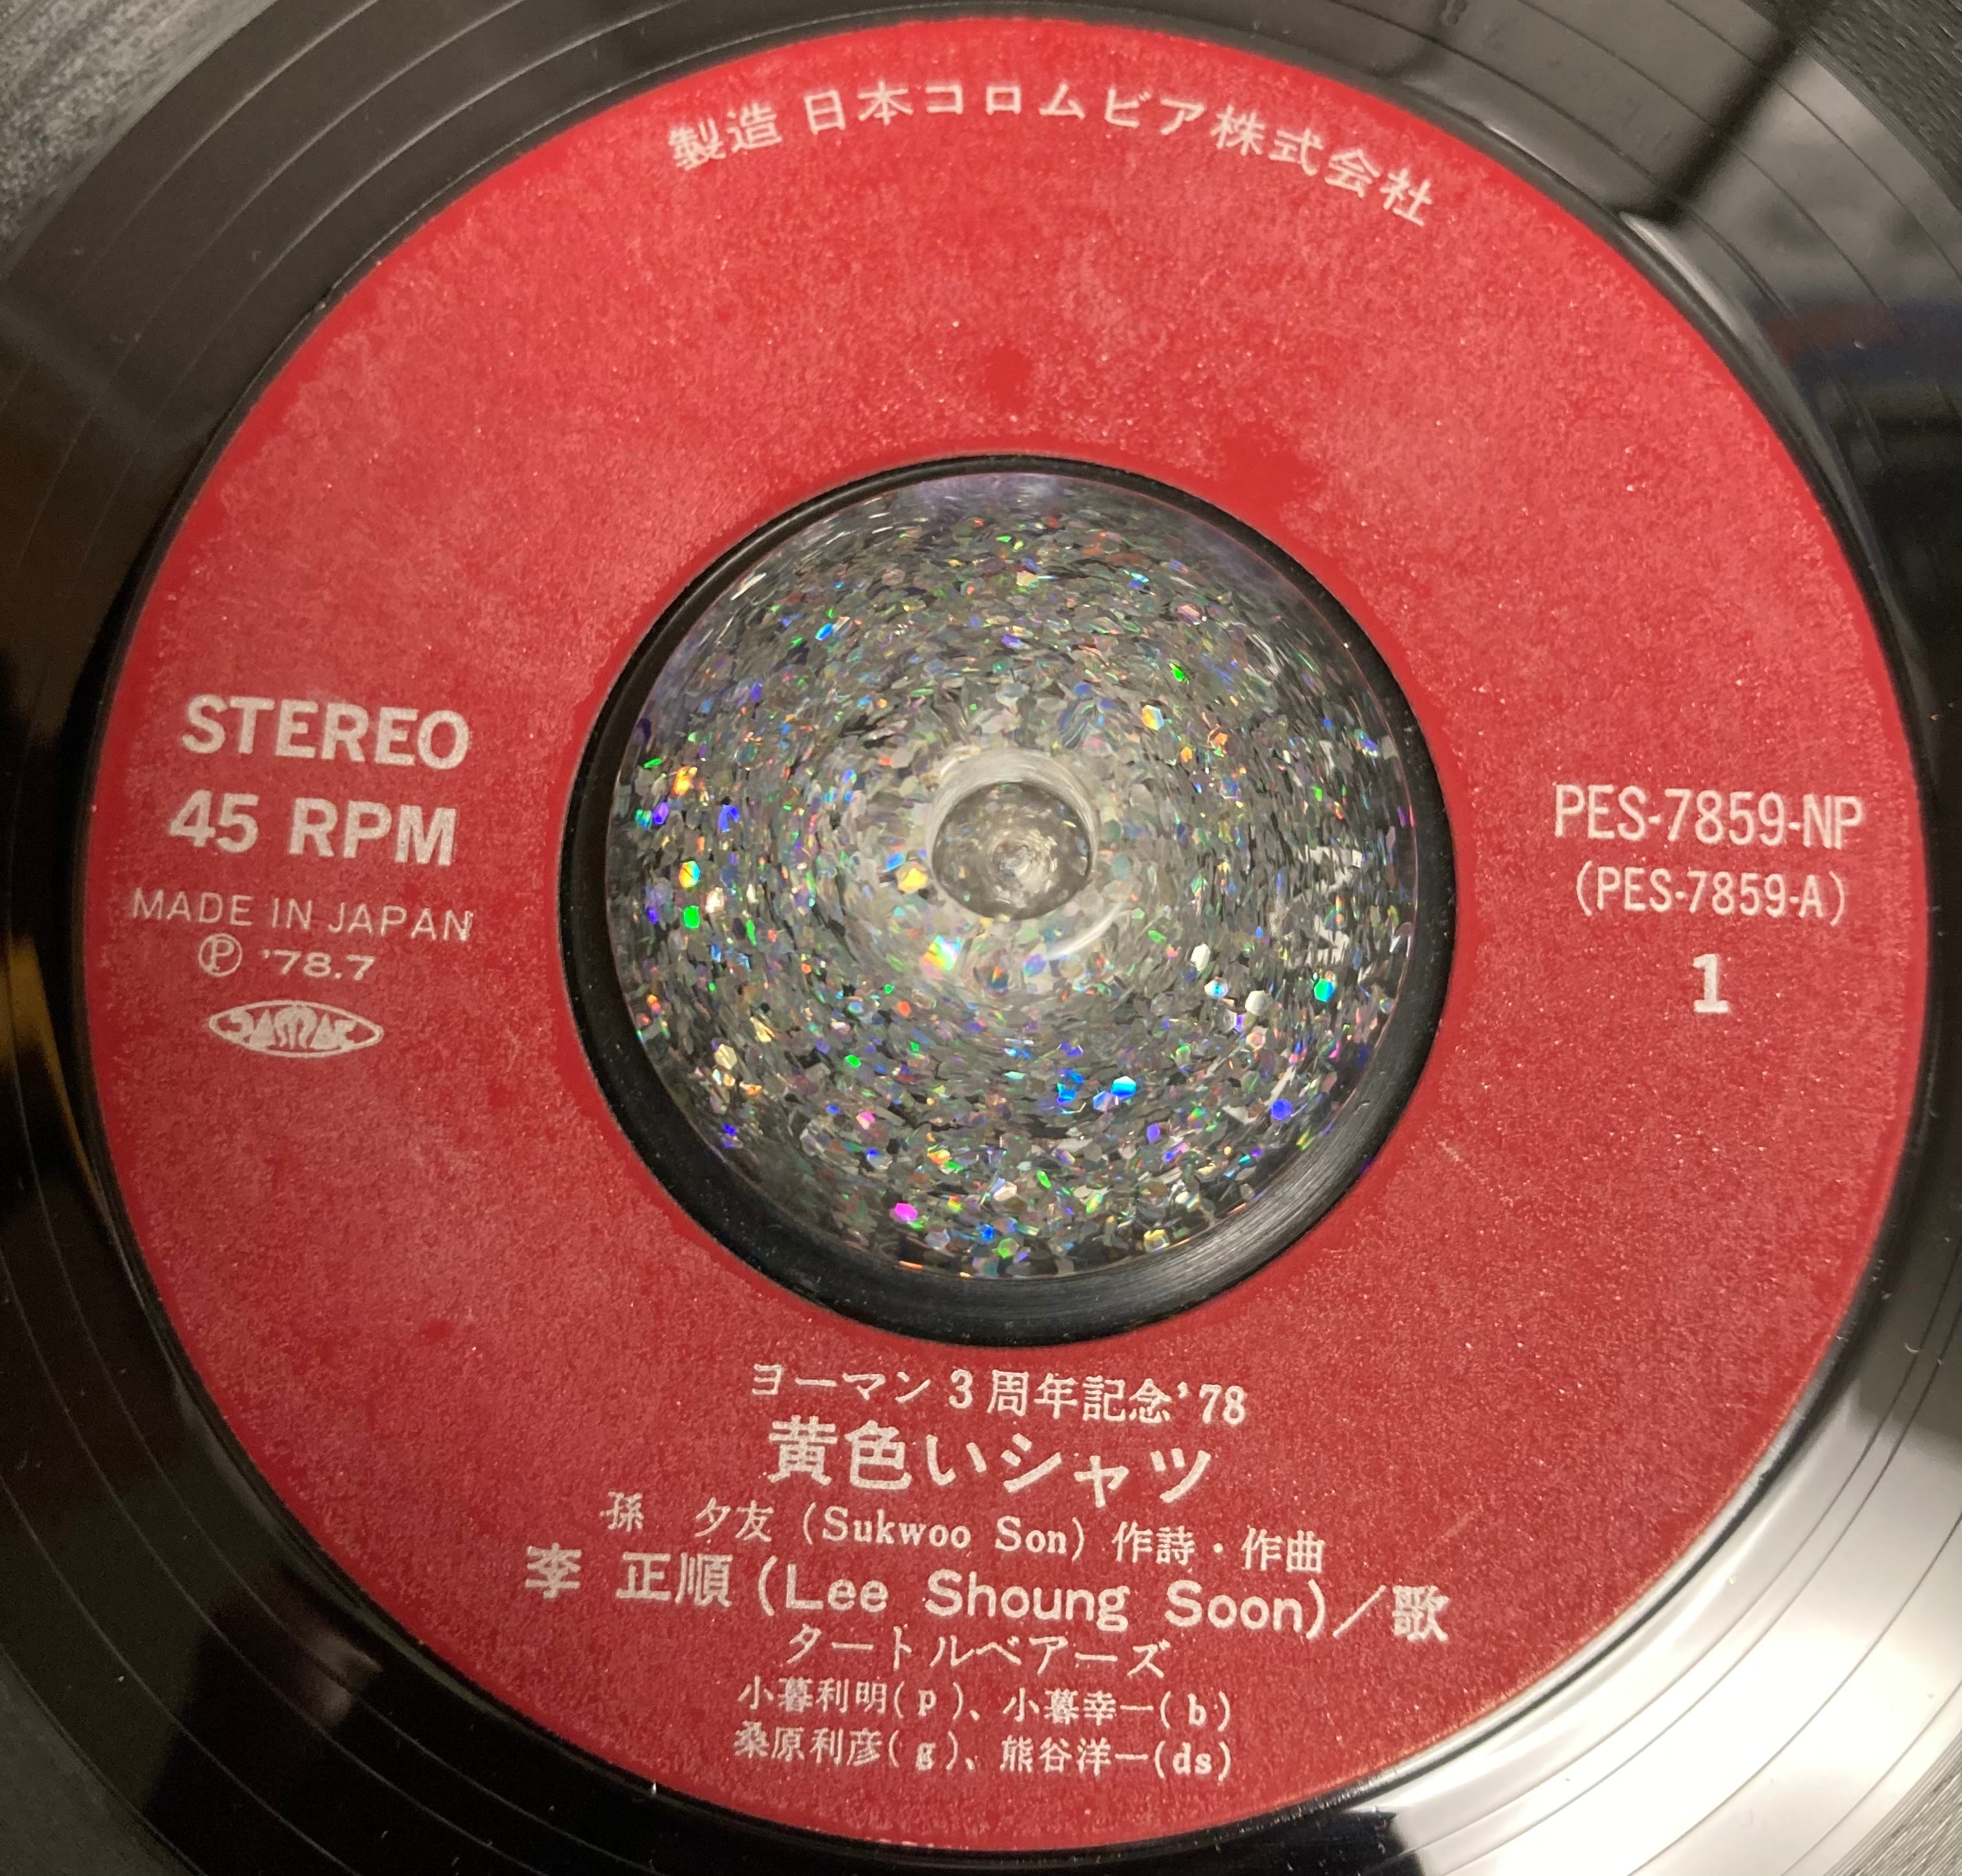 製造 日本コロムビア株式会社
STEREO
45 RPM
MADE IN JAPAN
Ⓟ '78.7
JASRAC
PES-7859-NP
(PES-7859-A)
1
ヨーマン3周年記念'78
黄色いシャツ
孫 夕友 (Sukwoo Son) 作詩・作曲
李 正順 (Lee Shoung Soon)/歌
タートルベアーズ
小暮利明(p)、小暮幸一(b)
桑原利彦(g)、熊谷洋一(ds)